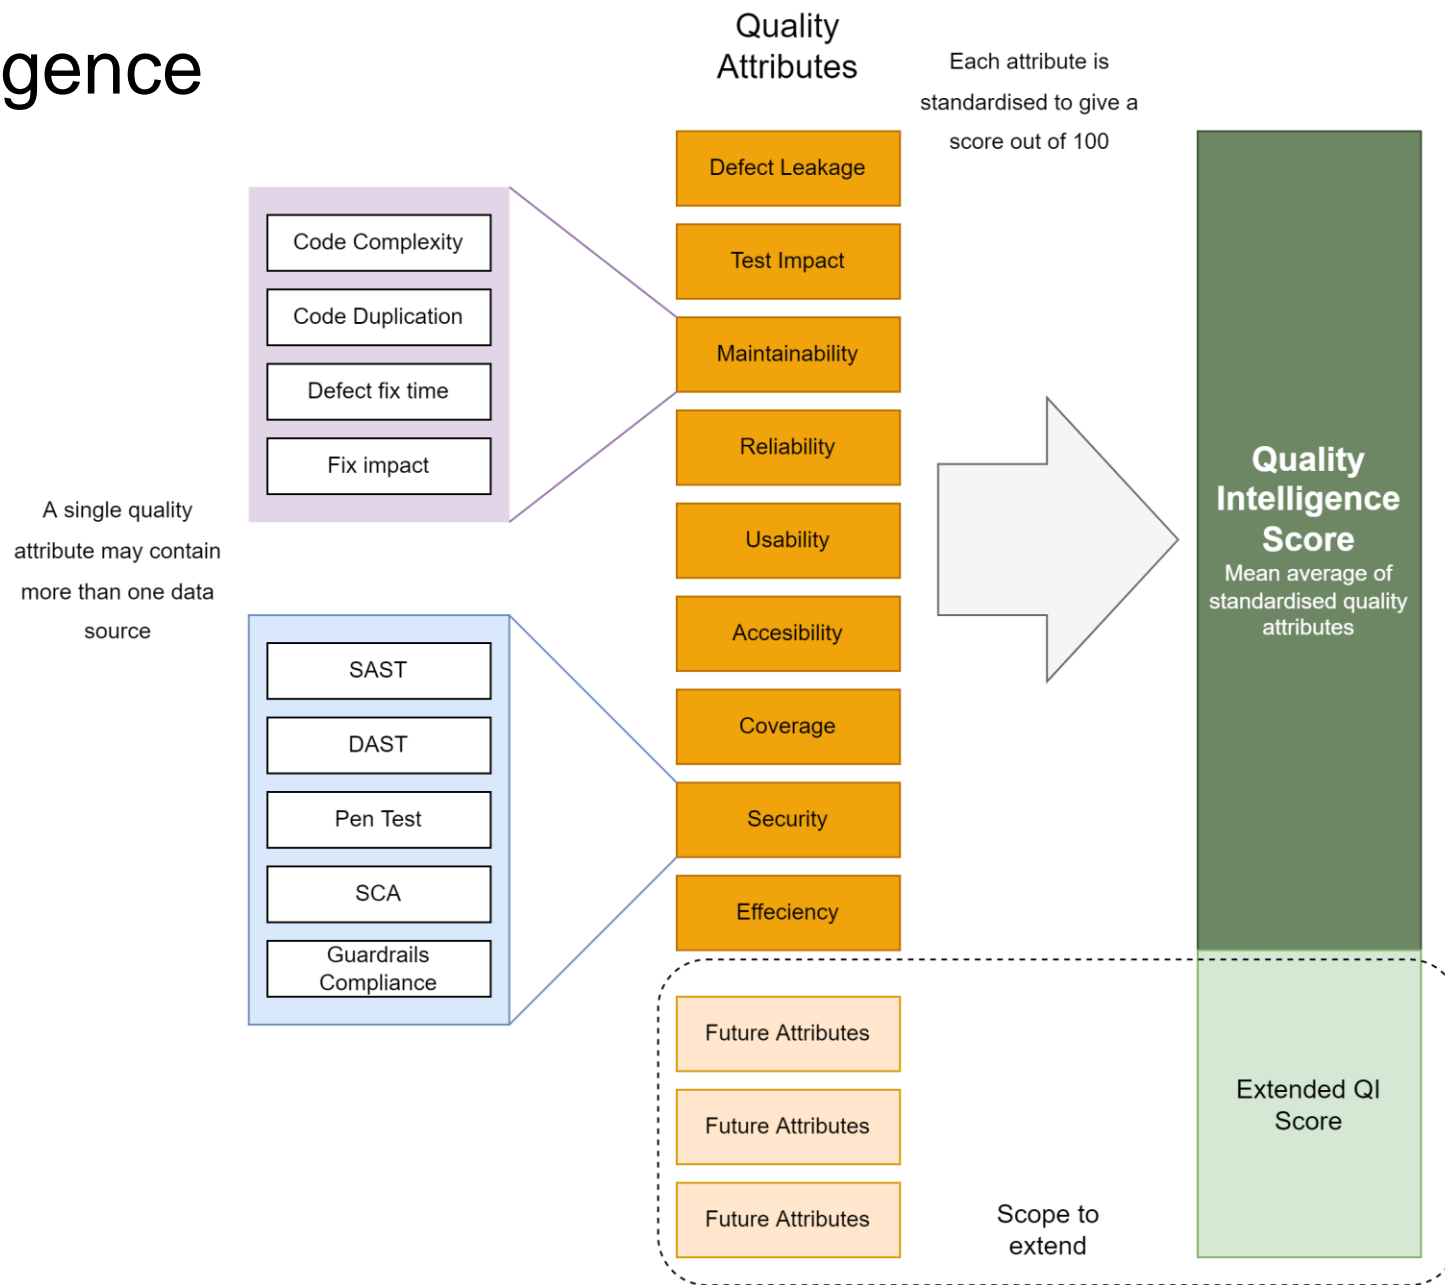 gence
Quality
Attributes
Each attribute is
standardised to give a
score out of 100
Defect Leakage
Test Impact
Maintainability
Reliability
Usability
Accesibility
Coverage
Security
Effeciency
Future Attributes
Future Attributes
Future Attributes
Code Complexity
Code Duplication
Defect fix time
Fix impact
A single quality
attribute may contain
more than one data
source
SAST
DAST
Pen Test
SCA
Guardrails
Compliance
Quality
Intelligence
Score
Mean average of
standardised quality
attributes
Extended QI
Score
Scope to
extend